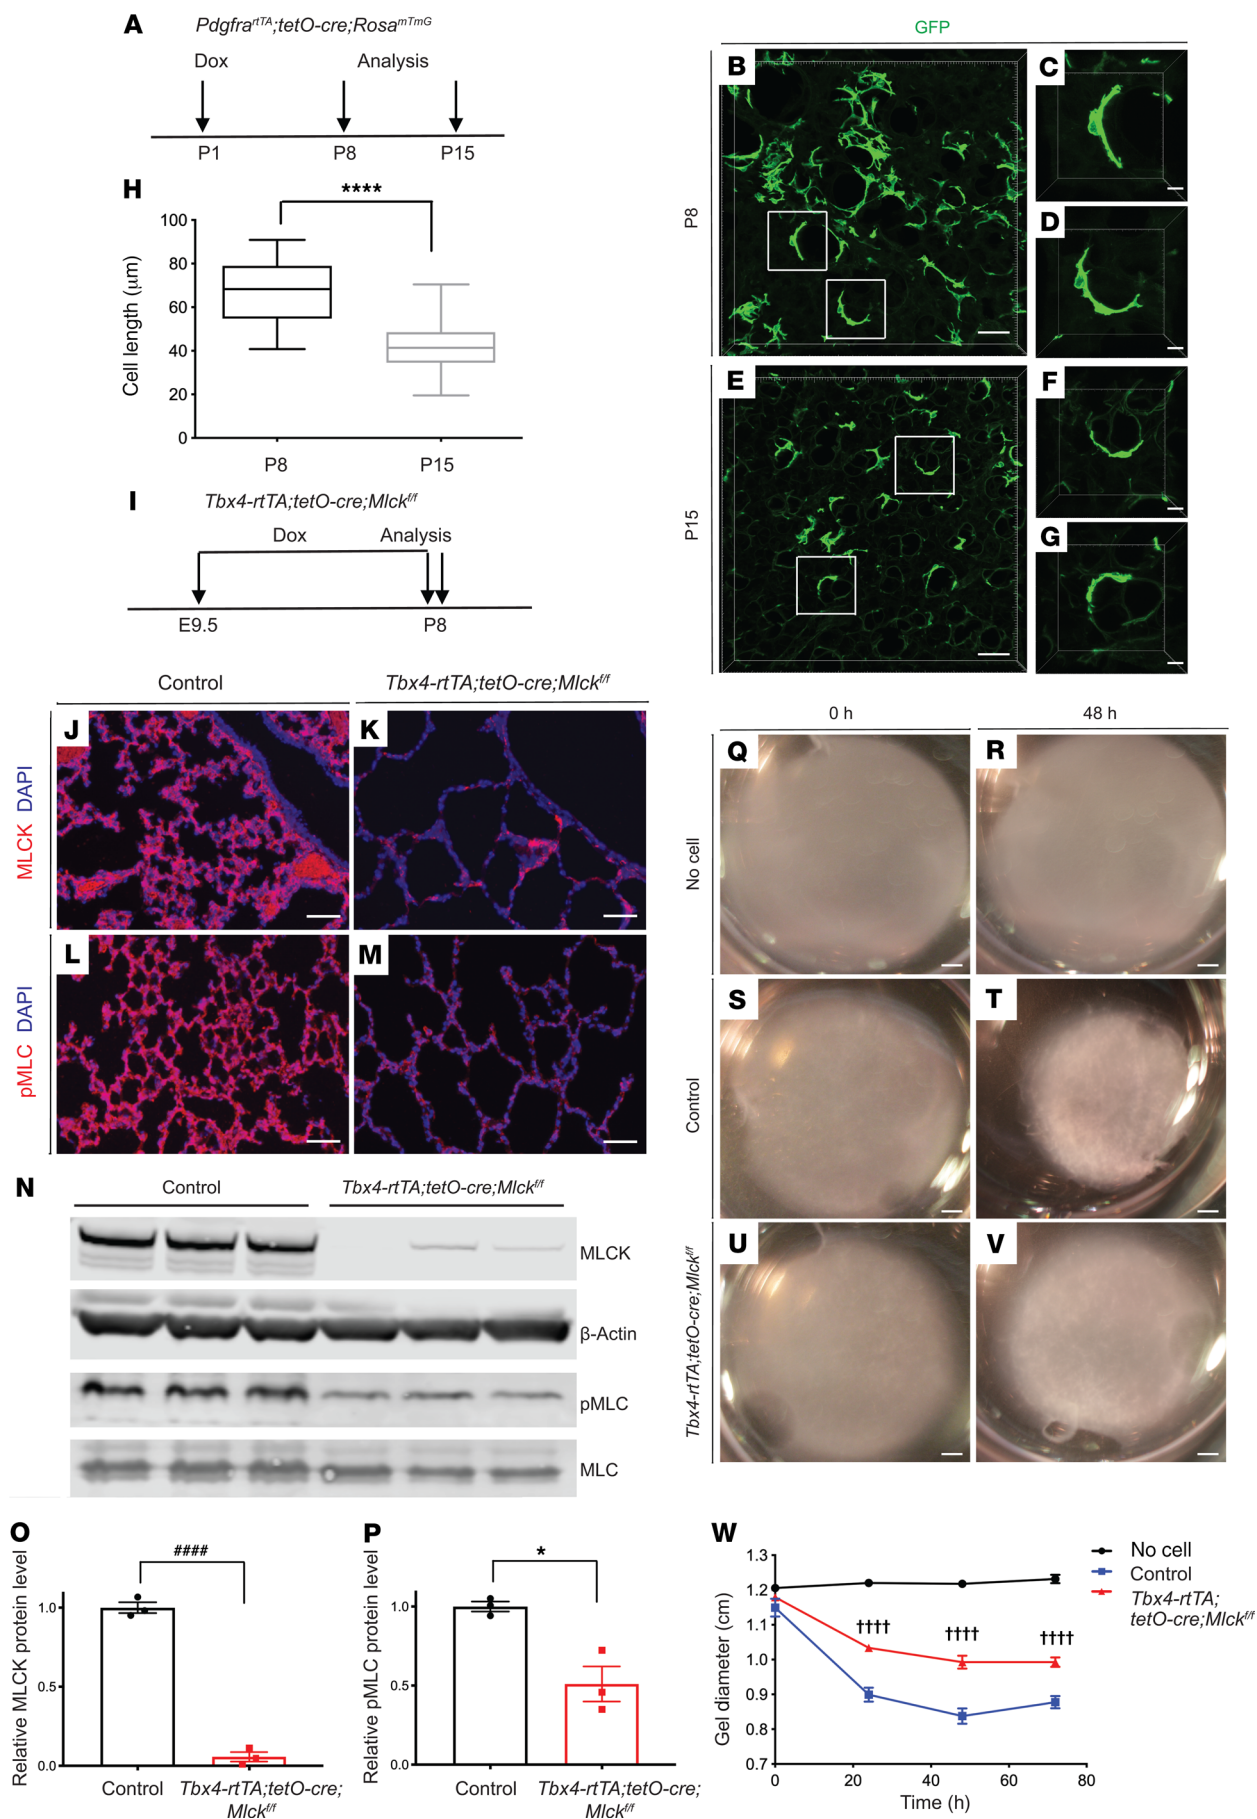 A
Pdgfra^rtTA;tetO-cre;Rosa^mTmG
Dox Analysis
P1 P8 P15
H
****
100
80
60
40
20
0
Cell length (μm)
P8 P15
I
Tbx4-rtTA;tetO-cre;Mlck^f/f
Dox Analysis
E9.5 P8
GFP
P8
B
C
D
P15
E
F
G
Control Tbx4-rtTA;tetO-cre;Mlck^f/f
MLCK DAPI
J K
pMLC DAPI
L M
N
Control Tbx4-rtTA;tetO-cre;Mlck^f/f
MLCK
β-Actin
pMLC
MLC
0 h 48 h
No cell
Q R
Control
S T
Tbx4-rtTA;tetO-cre;Mlck^f/f
U V
O
Relative MLCK protein level
####
1.0
0.5
0.0
Control Tbx4-rtTA;tetO-cre;
Mlck^f/f
P
Relative pMLC protein level
*
1.0
0.5
0.0
Control Tbx4-rtTA;tetO-cre;
Mlck^f/f
W
Gel diameter (cm)
1.3
1.2
1.1
1.0
0.9
0.8
0.7
†††† †††† ††††
0 20 40 60 80
Time (h)
No cell
Control
Tbx4-rtTA;
tetO-cre;Mlck^f/f